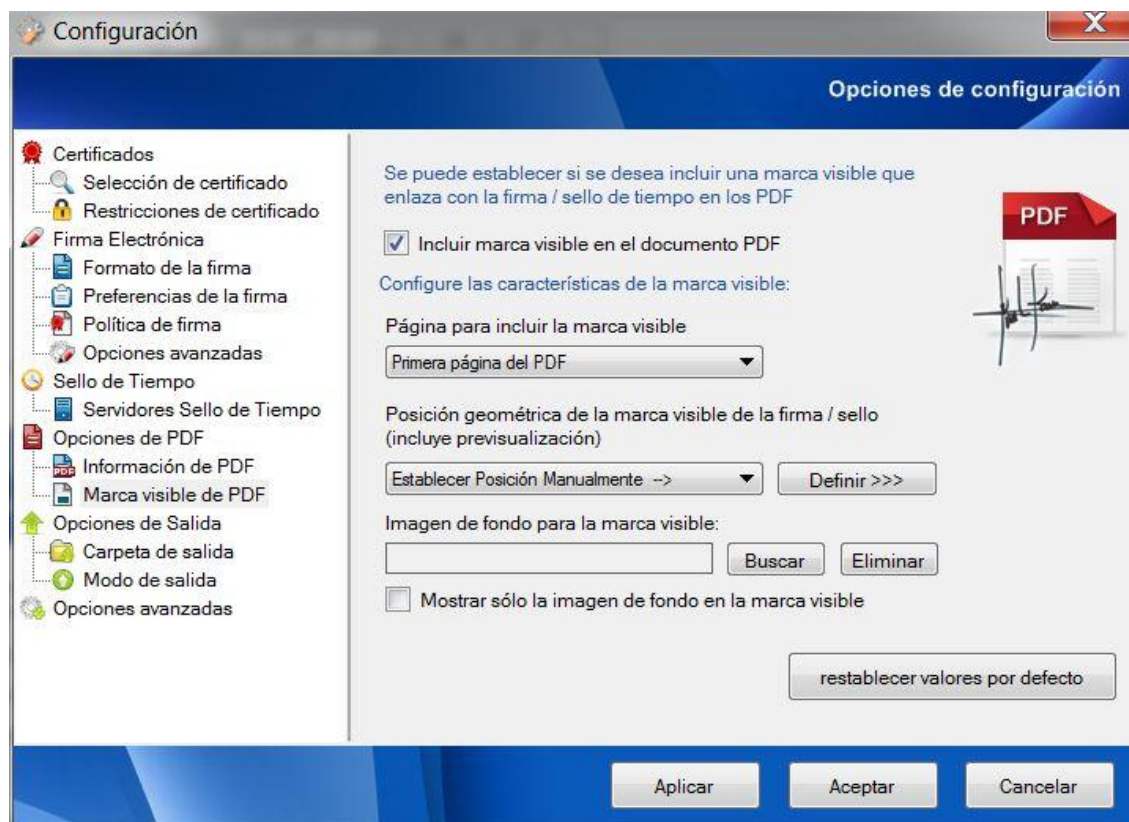 Configuración
X
Opciones de configuración
Certificados
Selección de certificado
Restricciones de certificado
Firma Electrónica
Formato de la firma
Preferencias de la firma
Política de firma
Opciones avanzadas
Sello de Tiempo
Servidores Sello de Tiempo
Opciones de PDF
Información de PDF
Marca visible de PDF
Opciones de Salida
Carpeta de salida
Modo de salida
Opciones avanzadas
Se puede establecer si se desea incluir una marca visible que
enlaza con la firma / sello de tiempo en los PDF
PDF
Incluir marca visible en el documento PDF
Configure las características de la marca visible:
Página para incluir la marca visible
Primera página del PDF
Posición geométrica de la marca visible de la firma / sello
(incluye previsualización)
Establecer Posición Manualmente -->
Definir >>>
Imagen de fondo para la marca visible:
Buscar
Eliminar
Mostrar sólo la imagen de fondo en la marca visible
restablecer valores por defecto
Aplicar
Aceptar
Cancelar